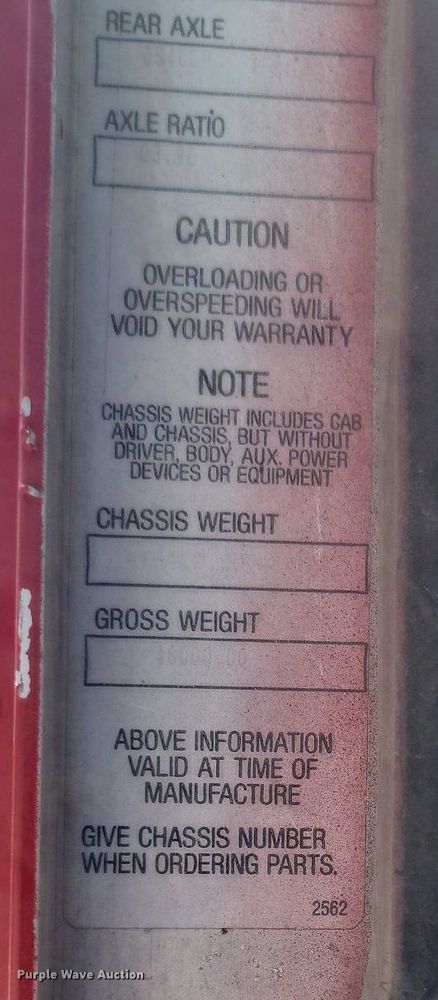 REAR AXLE
AXLE RATIO
CAUTION
OVERLOADING OR
OVERSPEEDING WILL
VOID YOUR WARRANTY
NOTE
CHASSIS WEIGHT INCLUDES CAB
AND CHASSIS, BUT WITHOUT
DRIVER, BODY, AUX. POWER
DEVICES OR EQUIPMENT
CHASSIS WEIGHT
GROSS WEIGHT
46000.00
ABOVE INFORMATION
VALID AT TIME OF
MANUFACTURE
GIVE CHASSIS NUMBER
WHEN ORDERING PARTS.
2562
Purple Wave Auction